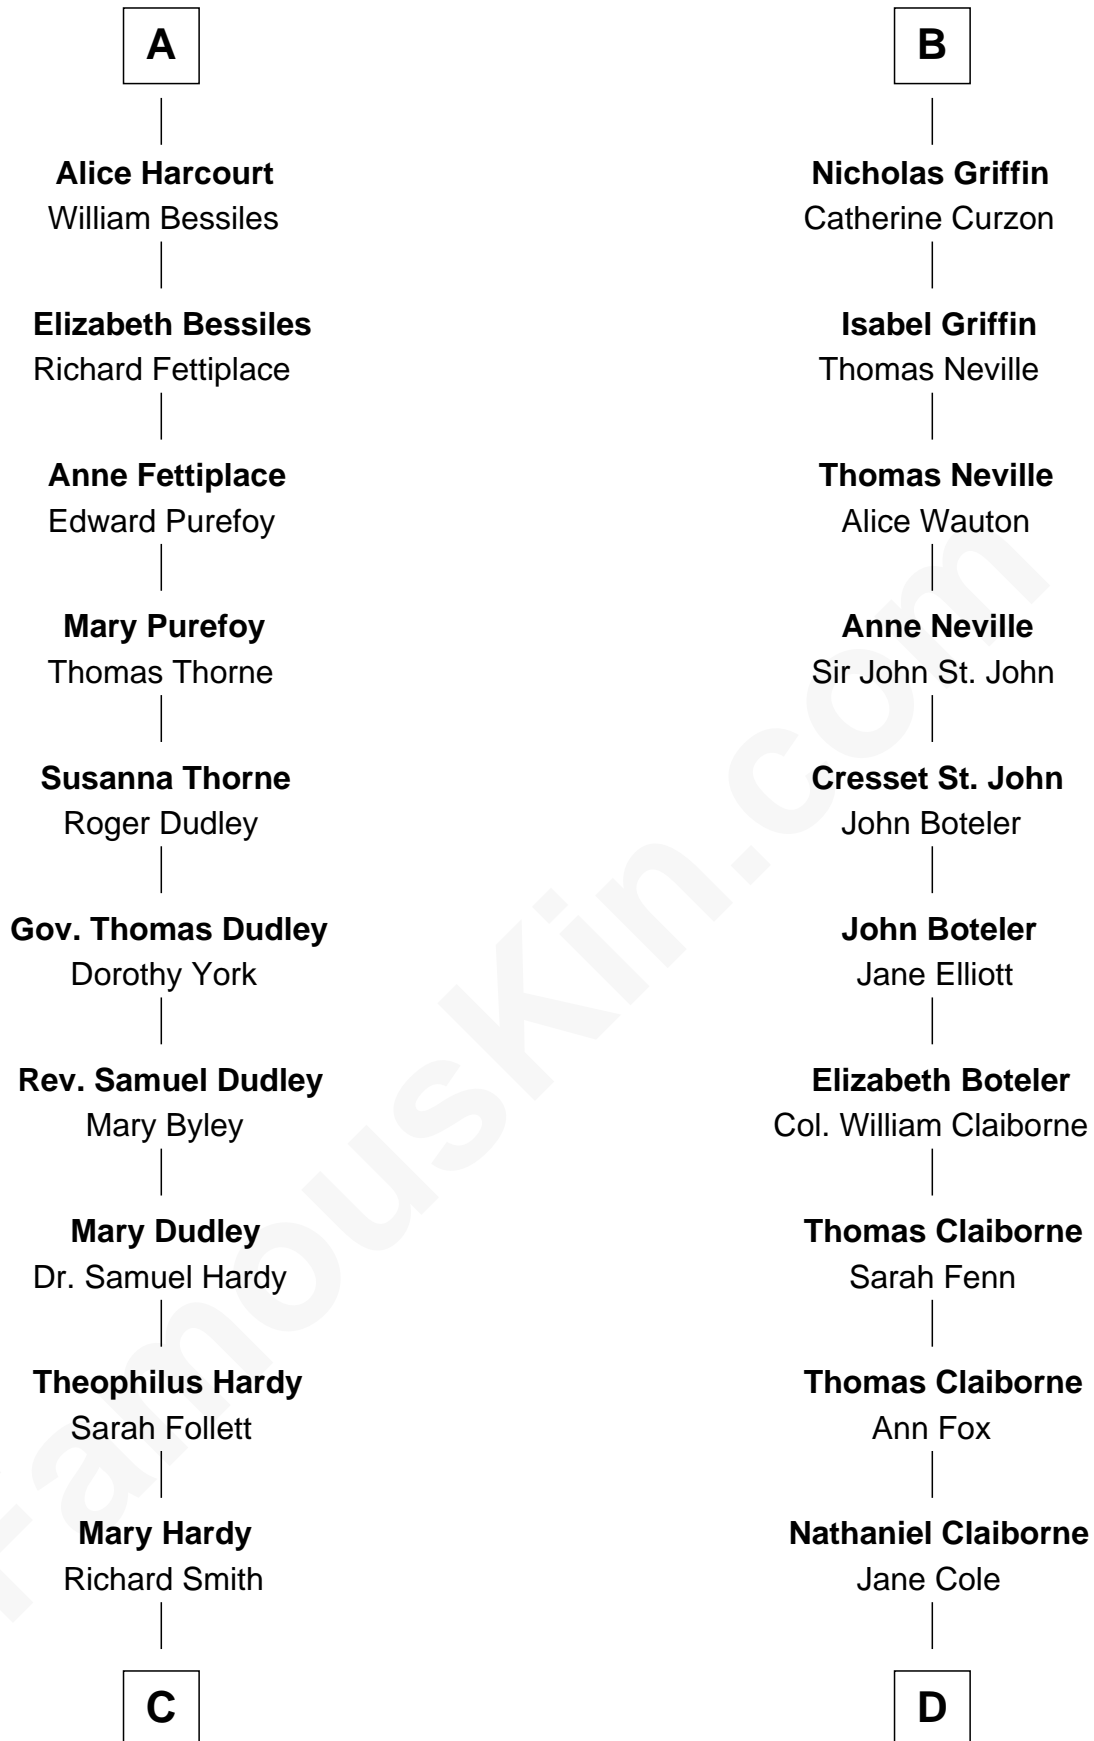 A
Alice Harcourt
William Bessiles
Elizabeth Bessiles
Richard Fettiplace
Anne Fettiplace
Edward Purefoy
Mary Purefoy
Thomas Thorne
Susanna Thorne
Roger Dudley
Gov. Thomas Dudley
Dorothy York
Rev. Samuel Dudley
Mary Byley
Mary Dudley
Dr. Samuel Hardy
Theophilus Hardy
Sarah Follett
Mary Hardy
Richard Smith
C
B
Nicholas Griffin
Catherine Curzon
Isabel Griffin
Thomas Neville
Thomas Neville
Alice Wauton
Anne Neville
Sir John St. John
Cresset St. John
John Boteler
John Boteler
Jane Elliott
Elizabeth Boteler
Col. William Claiborne
Thomas Claiborne
Sarah Fenn
Thomas Claiborne
Ann Fox
Nathaniel Claiborne
Jane Cole
D
FamousKin.com